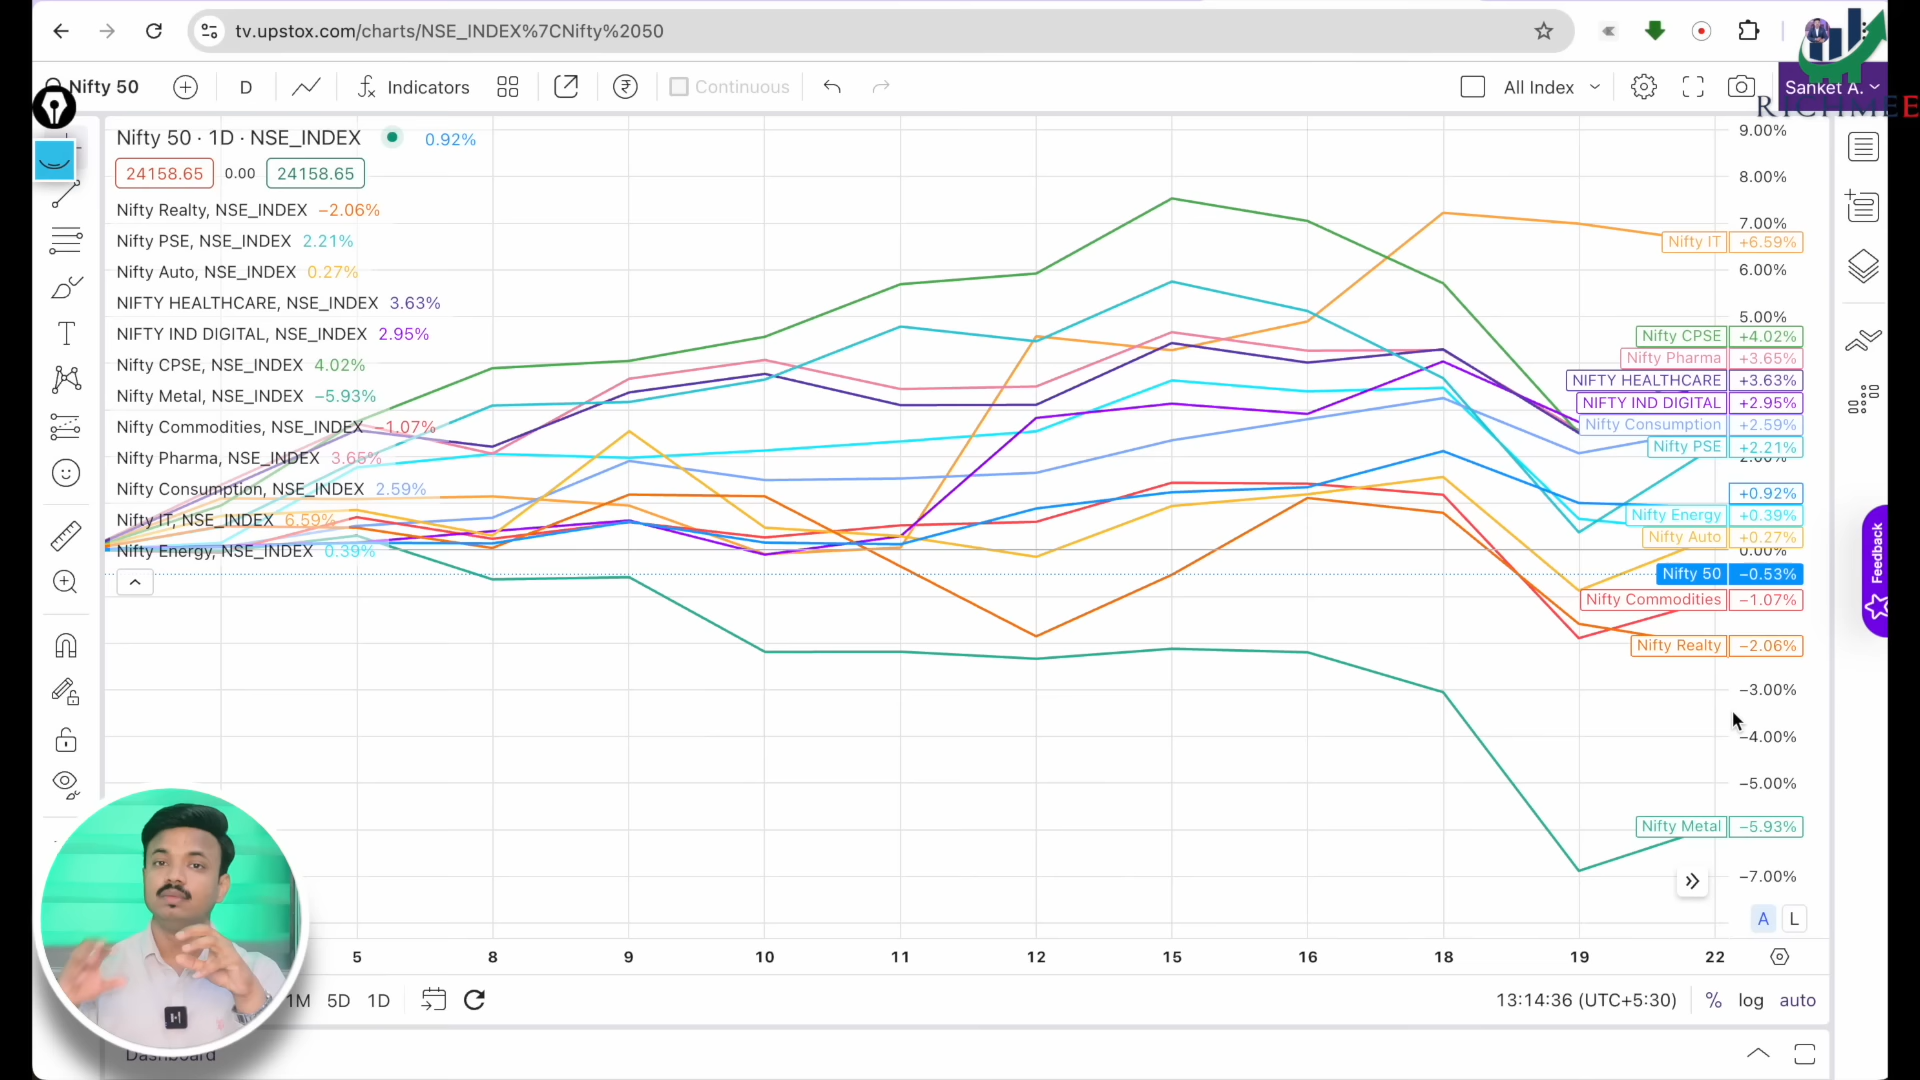 tv.upstox.com/charts/NSE_INDEX%7CNifty%2050
Nifty 50
D
Indicators
Continuous
All Index
Sanket A.
RICHMEE
Nifty 50 · 1D · NSE_INDEX 0.92%
24158.65 0.00 24158.65
Nifty Realty, NSE_INDEX −2.06%
Nifty PSE, NSE_INDEX 2.21%
Nifty Auto, NSE_INDEX 0.27%
NIFTY HEALTHCARE, NSE_INDEX 3.63%
NIFTY IND DIGITAL, NSE_INDEX 2.95%
Nifty CPSE, NSE_INDEX 4.02%
Nifty Metal, NSE_INDEX −5.93%
Nifty Commodities, NSE_INDEX −1.07%
Nifty Pharma, NSE_INDEX 3.65%
Nifty Consumption, NSE_INDEX 2.59%
Nifty IT, NSE_INDEX 6.59%
Nifty Energy, NSE_INDEX 0.39%
9.00%
8.00%
7.00%
Nifty IT +6.59%
6.00%
5.00%
Nifty CPSE +4.02%
Nifty Pharma +3.65%
NIFTY HEALTHCARE +3.63%
NIFTY IND DIGITAL +2.95%
Nifty Consumption +2.59%
Nifty PSE +2.21%
2.00%
+0.92%
Nifty Energy +0.39%
Nifty Auto +0.27%
0.00%
Nifty 50 −0.53%
Nifty Commodities −1.07%
Nifty Realty −2.06%
−3.00%
−4.00%
−5.00%
Nifty Metal −5.93%
−7.00%
A L
Feedback
5 8 9 10 11 12 15 16 18 19 22
1M 5D 1D
13:14:36 (UTC+5:30) % log auto
Dashboard